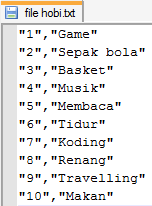 file hobi.txt
"1","Game"
"2","Sepak bola"
"3","Basket"
"4","Musik"
"5","Membaca"
"6","Tidur"
"7","Koding"
"8","Renang"
"9","Travelling"
"10","Makan"